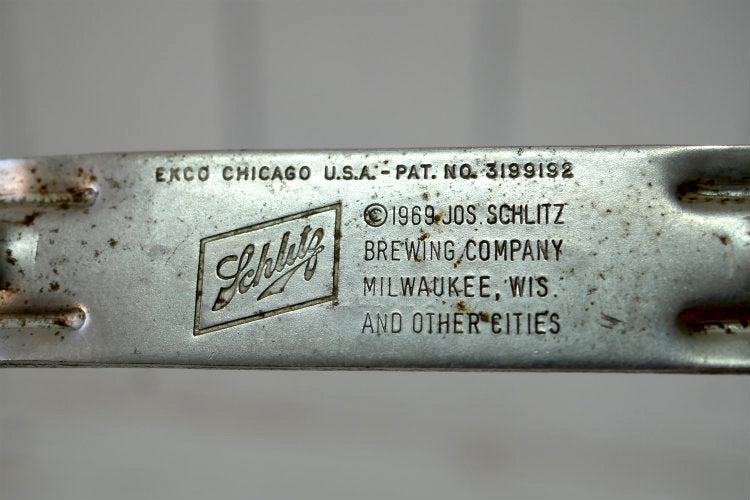 EKCO CHICAGO U.S.A. - PAT. NO. 3199192
Schlitz
©1969 JOS. SCHLITZ
BREWING COMPANY
MILWAUKEE, WIS.
AND OTHER CITIES